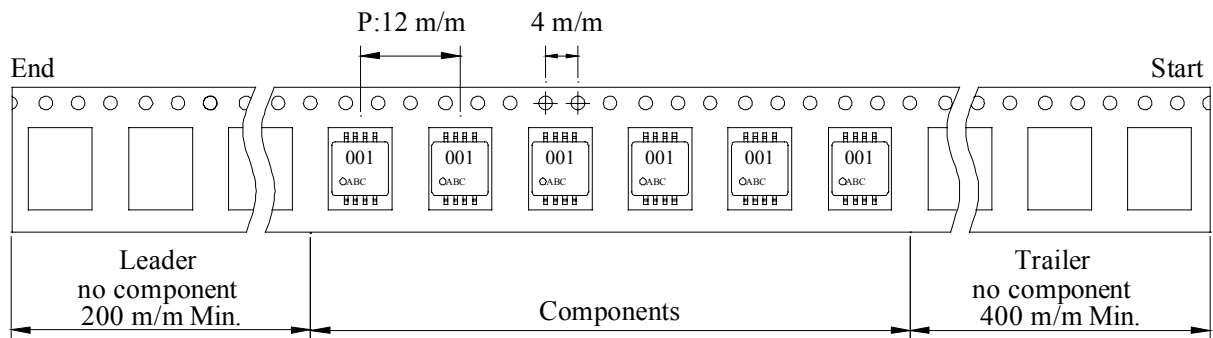 P:12 m/m
4 m/m
End
Start
001
ABC
001
ABC
001
ABC
001
ABC
001
ABC
001
ABC
Leader
no component
200 m/m Min.
Components
Trailer
no component
400 m/m Min.